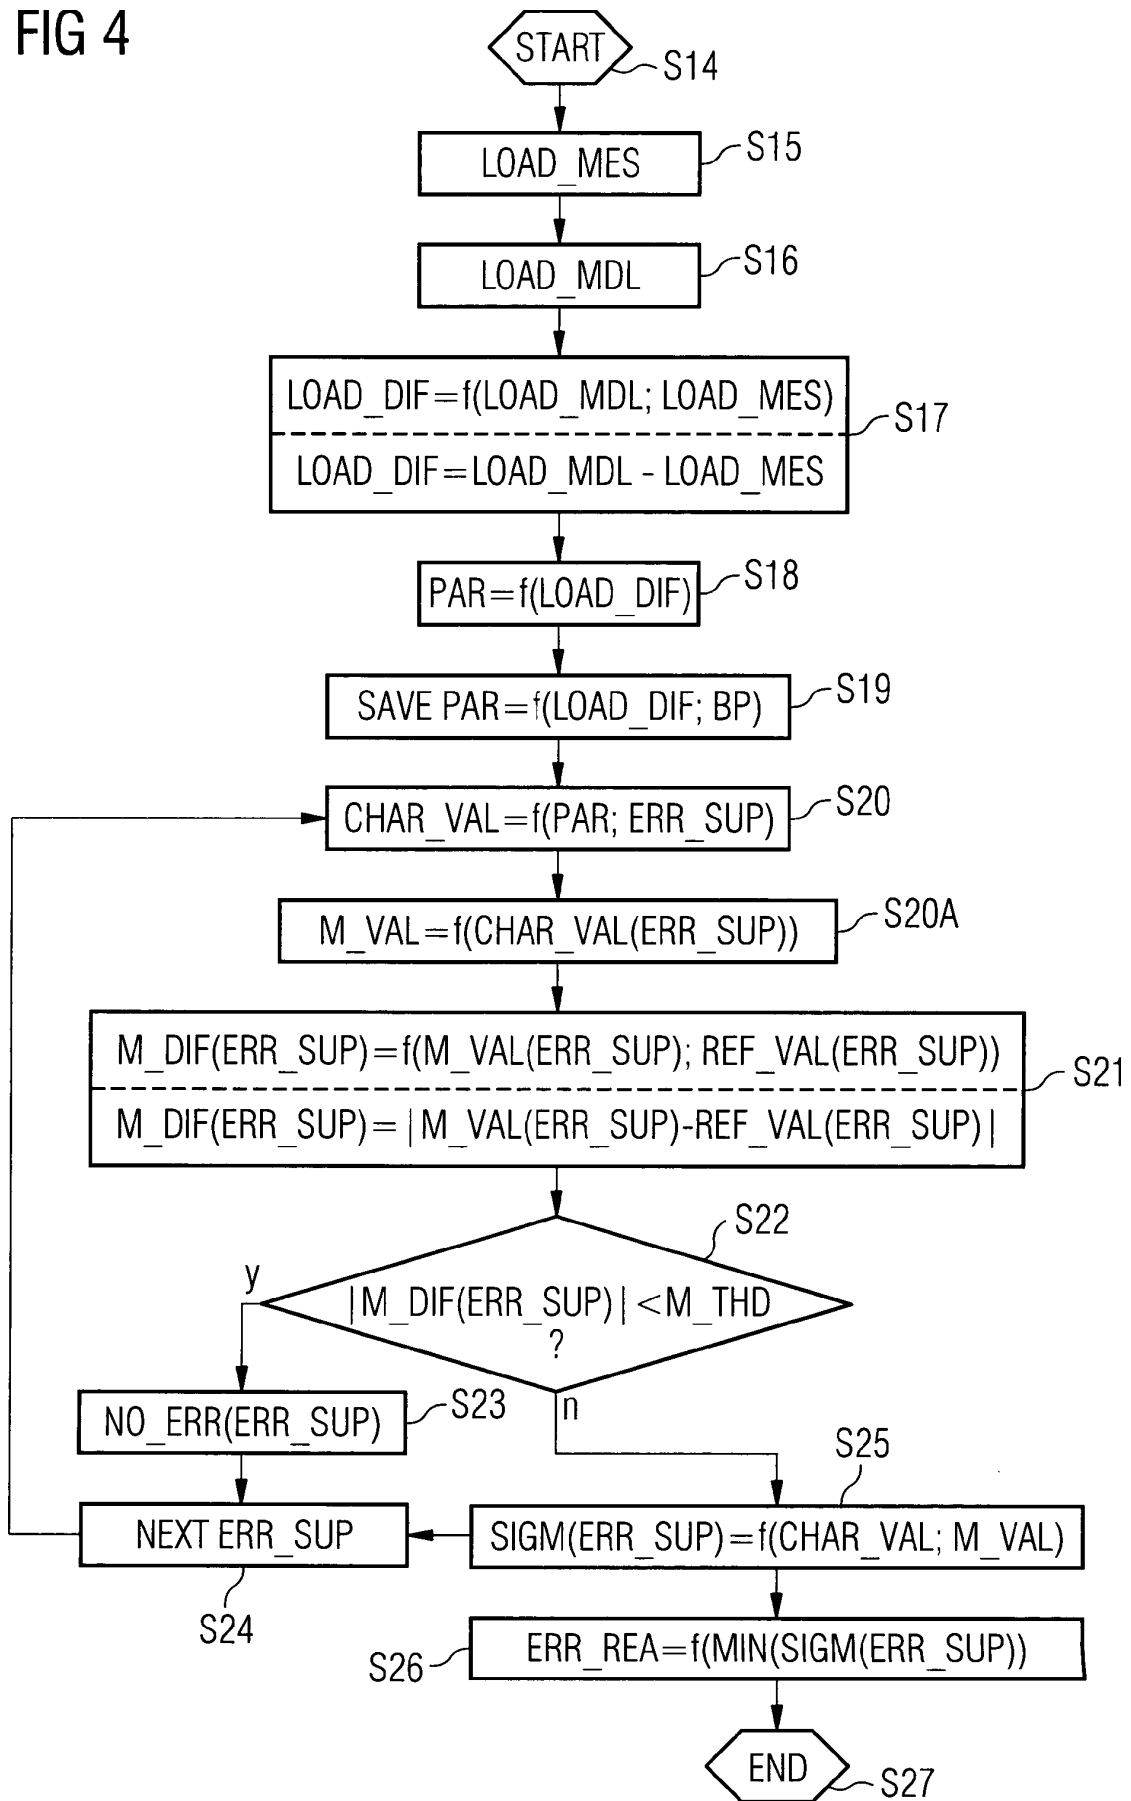 FIG 4
START
S14
LOAD_MES
S15
LOAD_MDL
S16
LOAD_DIF=f(LOAD_MDL; LOAD_MES)
LOAD_DIF=LOAD_MDL - LOAD_MES
S17
PAR=f(LOAD_DIF)
S18
SAVE PAR=f(LOAD_DIF; BP)
S19
CHAR_VAL=f(PAR; ERR_SUP)
S20
M_VAL=f(CHAR_VAL(ERR_SUP))
S20A
M_DIF(ERR_SUP)=f(M_VAL(ERR_SUP); REF_VAL(ERR_SUP))
M_DIF(ERR_SUP)=|M_VAL(ERR_SUP)-REF_VAL(ERR_SUP)|
S21
S22
y
|M_DIF(ERR_SUP)|<M_THD
?
n
NO_ERR(ERR_SUP)
S23
S25
NEXT ERR_SUP
SIGM(ERR_SUP)=f(CHAR_VAL; M_VAL)
S24
ERR_REA=f(MIN(SIGM(ERR_SUP))
S26
END
S27